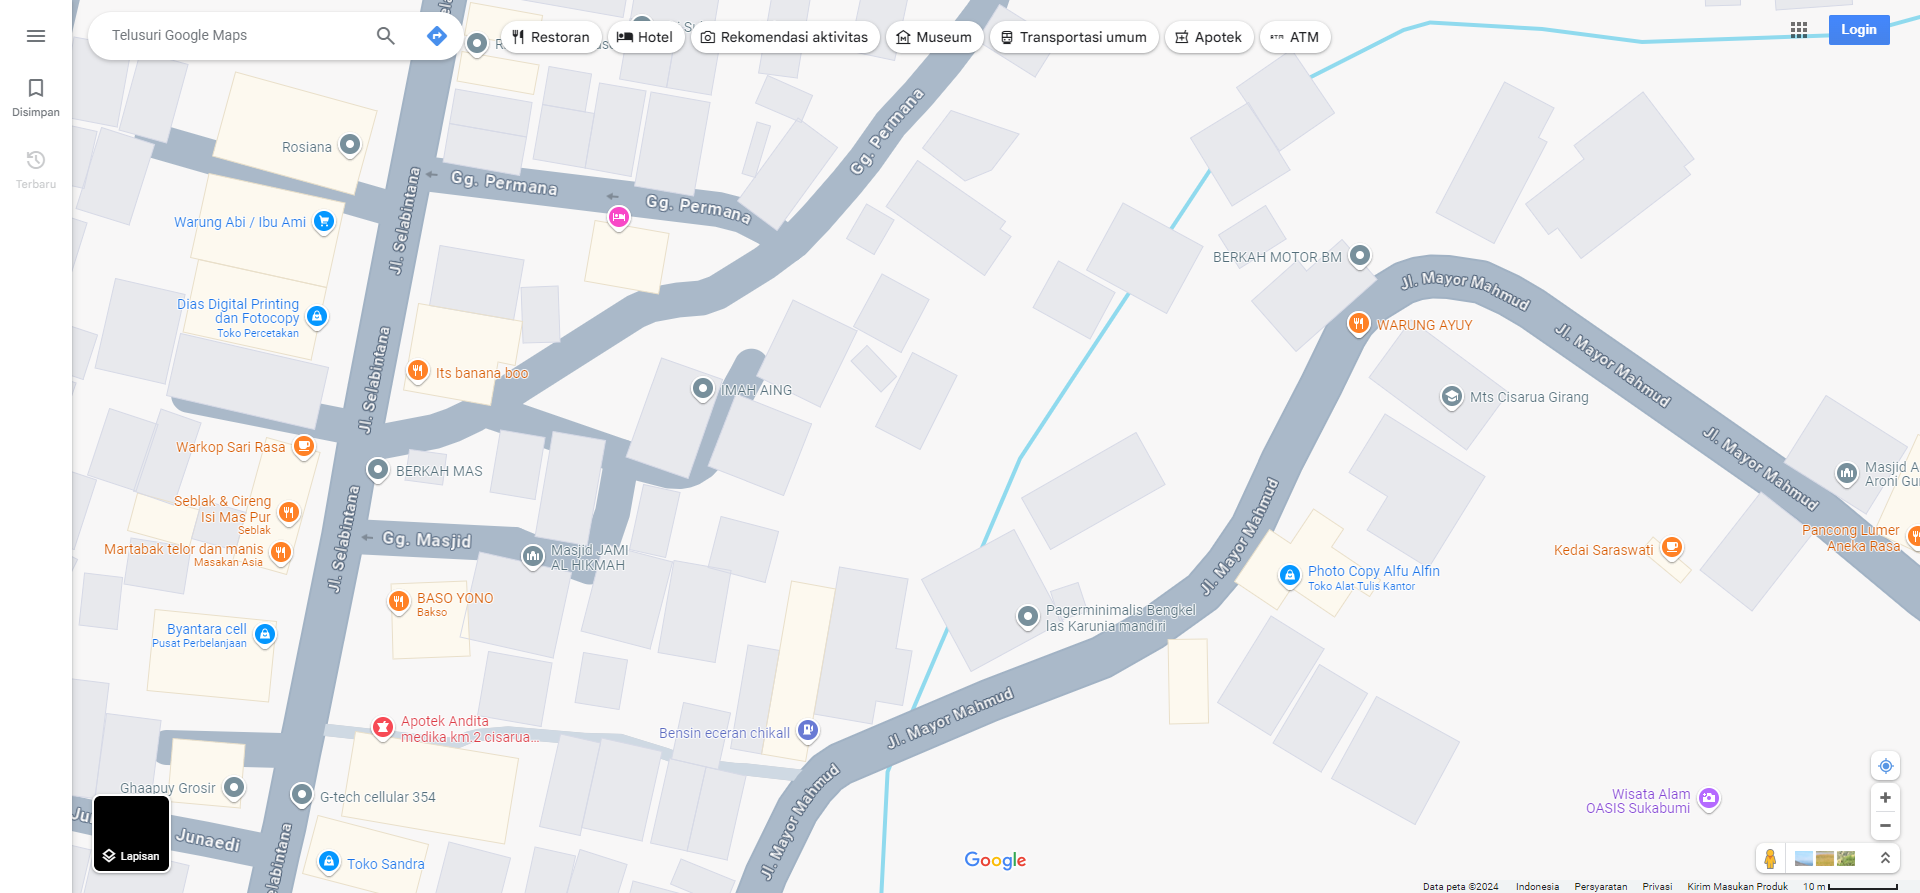 Telusuri Google Maps
Restoran
Hotel
Rekomendasi aktivitas
Museum
Transportasi umum
Apotek
ATM
Login
Disimpan
Terbaru
Rosiana
Gg. Permana
Gg. Permana
Gg. Permana
Jl. Selabintana
Warung Abi / Ibu Ami
BERKAH MOTOR BM
Jl. Mayor Mahmud
Dias Digital Printing
dan Fotocopy
Toko Percetakan
WARUNG AYUY
Jl. Mayor Mahmud
Jl. Selabintana
Its banana boo
IMAH AING
Mts Cisarua Girang
Jl. Mayor Mahmud
Warkop Sari Rasa
BERKAH MAS
Masjid A
Aroni Gu
Seblak & Cireng
Isi Mas Pur
Seblak
Jl. Selabintana
Gg. Masjid
Jl. Mayor Mahmud
Martabak telor dan manis
Masakan Asia
Masjid JAMI
AL HIKMAH
Kedai Saraswati
Pancong Lumer
Aneka Rasa
Photo Copy Alfu Alfin
Toko Alat Tulis Kantor
BASO YONO
Bakso
Pagerminimalis Bengkel
las Karunia mandiri
Byantara cell
Pusat Perbelanjaan
Apotek Andita
medika km.2 cisarua...
Bensin eceran chikall
Jl. Mayor Mahmud
Ghaapuy Grosir
G-tech cellular 354
Jl. Mayor Mahmud
Wisata Alam
OASIS Sukabumi
Junaedi
Lapisan
Toko Sandra
elabintana
Google
Data peta ©2024
Indonesia
Persyaratan
Privasi
Kirim Masukan Produk
10 m